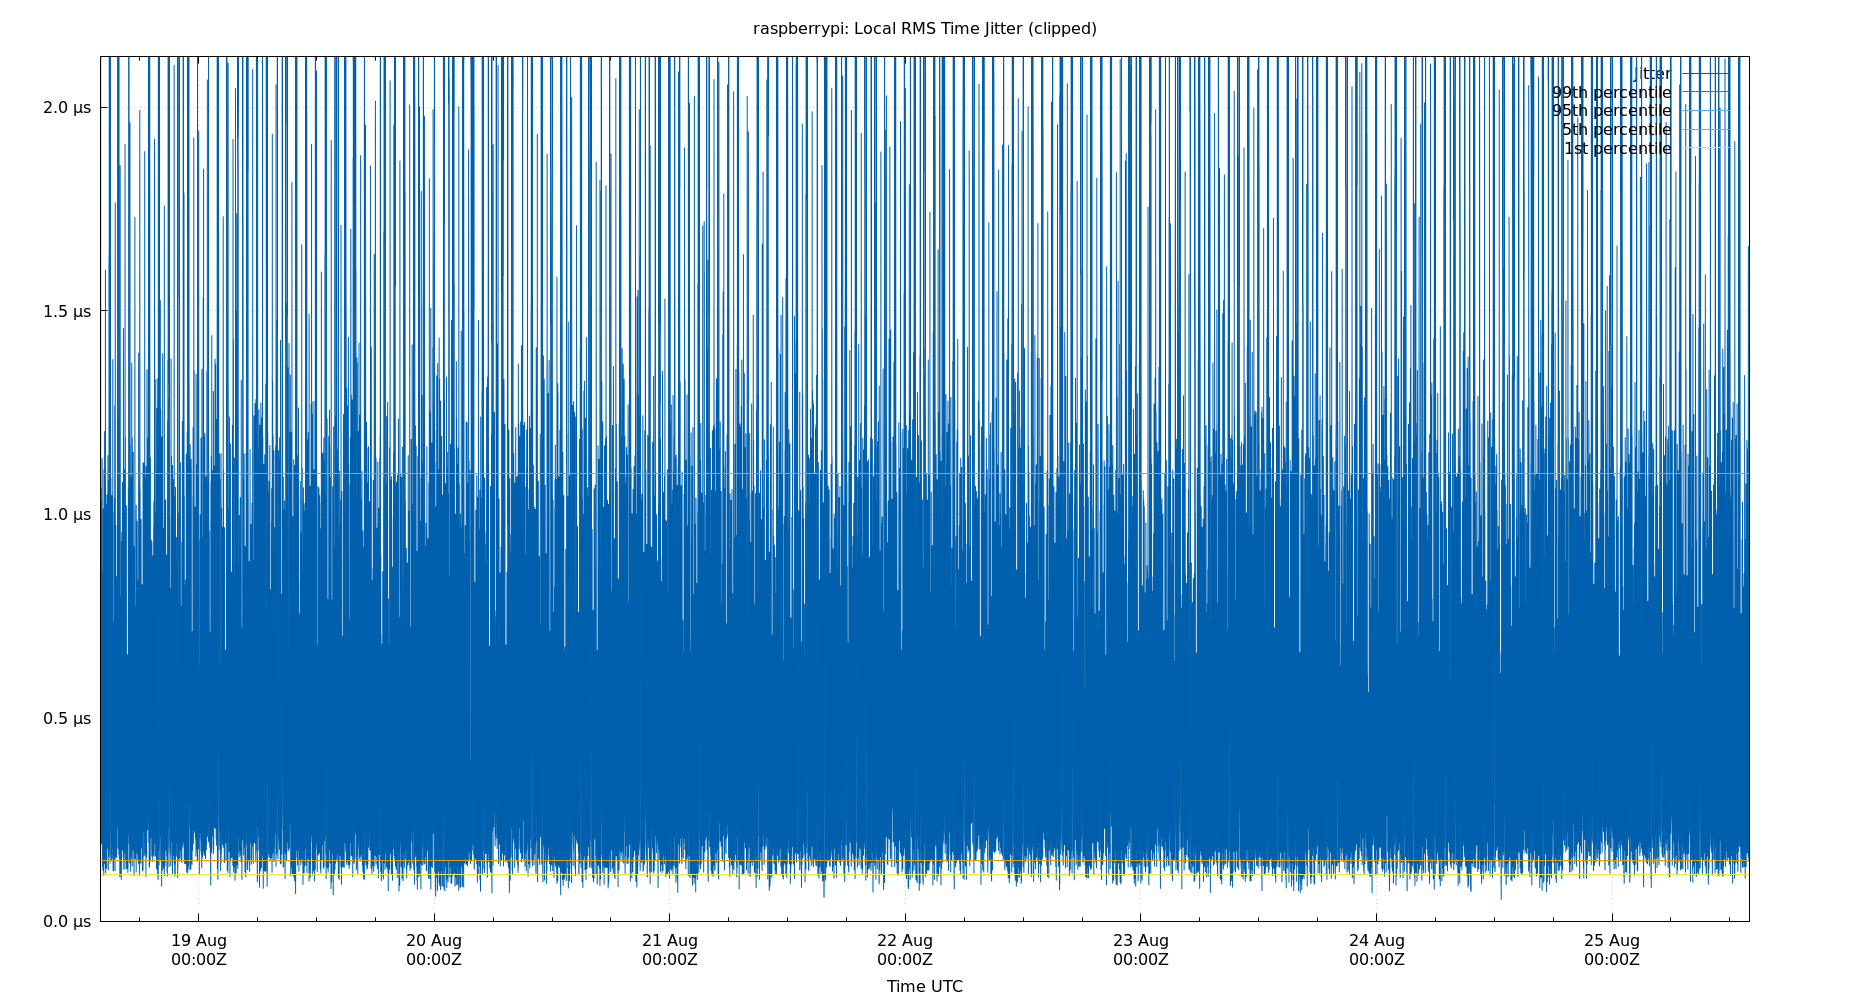 raspberrypi: Local RMS Time Jitter (clipped)
jitter
99th percentile
95th percentile
5th percentile
1st percentile
2.0 µs
1.5 µs
1.0 µs
0.5 µs
0.0 µs
19 Aug 20 Aug 21 Aug 22 Aug 23 Aug 24 Aug 25 Aug
00:00Z 00:00Z 00:00Z 00:00Z 00:00Z 00:00Z 00:00Z
Time UTC